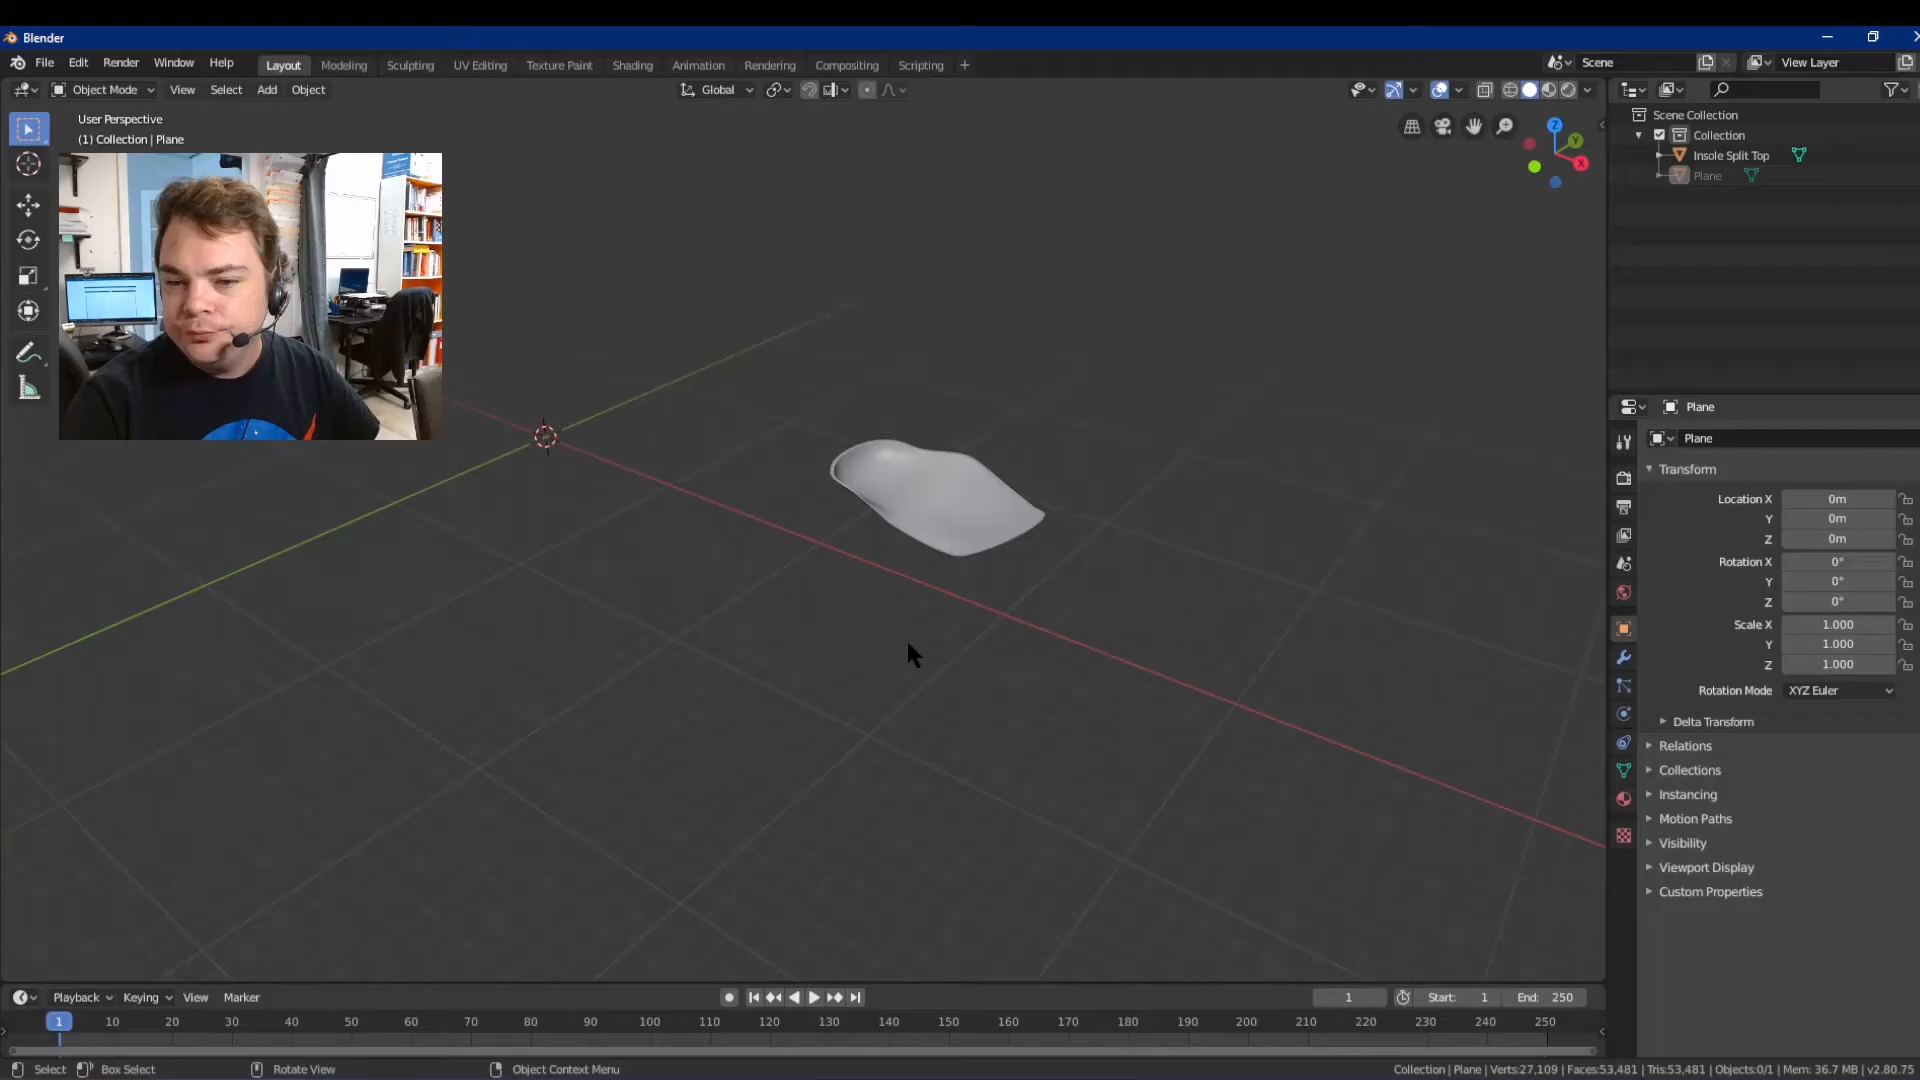 Blender
File Edit Render Window Help Layout Modeling Sculpting UV Editing Texture Paint Shading Animation Rendering Compositing Scripting + Scene View Layer
Object Mode View Select Add Object Global
User Perspective
(1) Collection | Plane
Z
Y
X
Scene Collection
Collection
Insole Split Top
Plane
Plane
Plane
Transform
Location X 0m
Y 0m
Z 0m
Rotation X 0°
Y 0°
Z 0°
Scale X 1.000
Y 1.000
Z 1.000
Rotation Mode XYZ Euler
Delta Transform
Relations
Collections
Instancing
Motion Paths
Visibility
Viewport Display
Custom Properties
Playback Keying View Marker 1 Start: 1 End: 250
1 10 20 30 40 50 60 70 80 90 100 110 120 130 140 150 160 170 180 190 200 210 220 230 240 250
Select Box Select Rotate View Object Context Menu Collection | Plane | Verts:27,109 | Faces:53,481 | Tris:53,481 | Objects:0/1 | Mem: 36.7 MB | v2.80.75